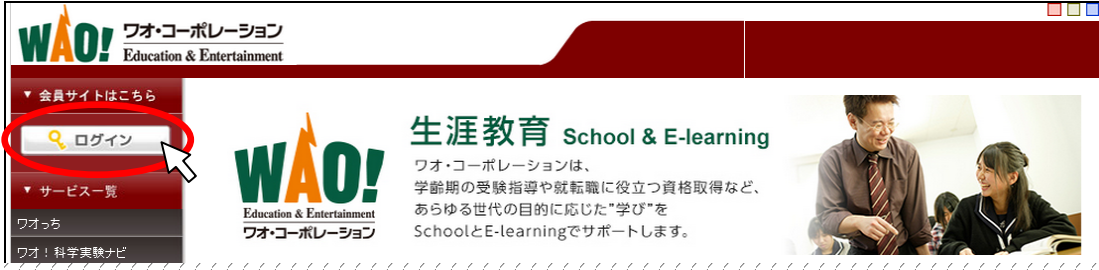 WAO!
ワオ・コーポレーション
Education & Entertainment
▼ 会員サイトはこちら
ログイン
▼ サービス一覧
ワオっち
ワオ！科学実験ナビ
WAO!
Education & Entertainment
ワオ・コーポレーション
生涯教育 School & E-learning
ワオ・コーポレーションは、
学齢期の受験指導や就転職に役立つ資格取得など、
あらゆる世代の目的に応じた"学び"を
SchoolとE-learningでサポートします。